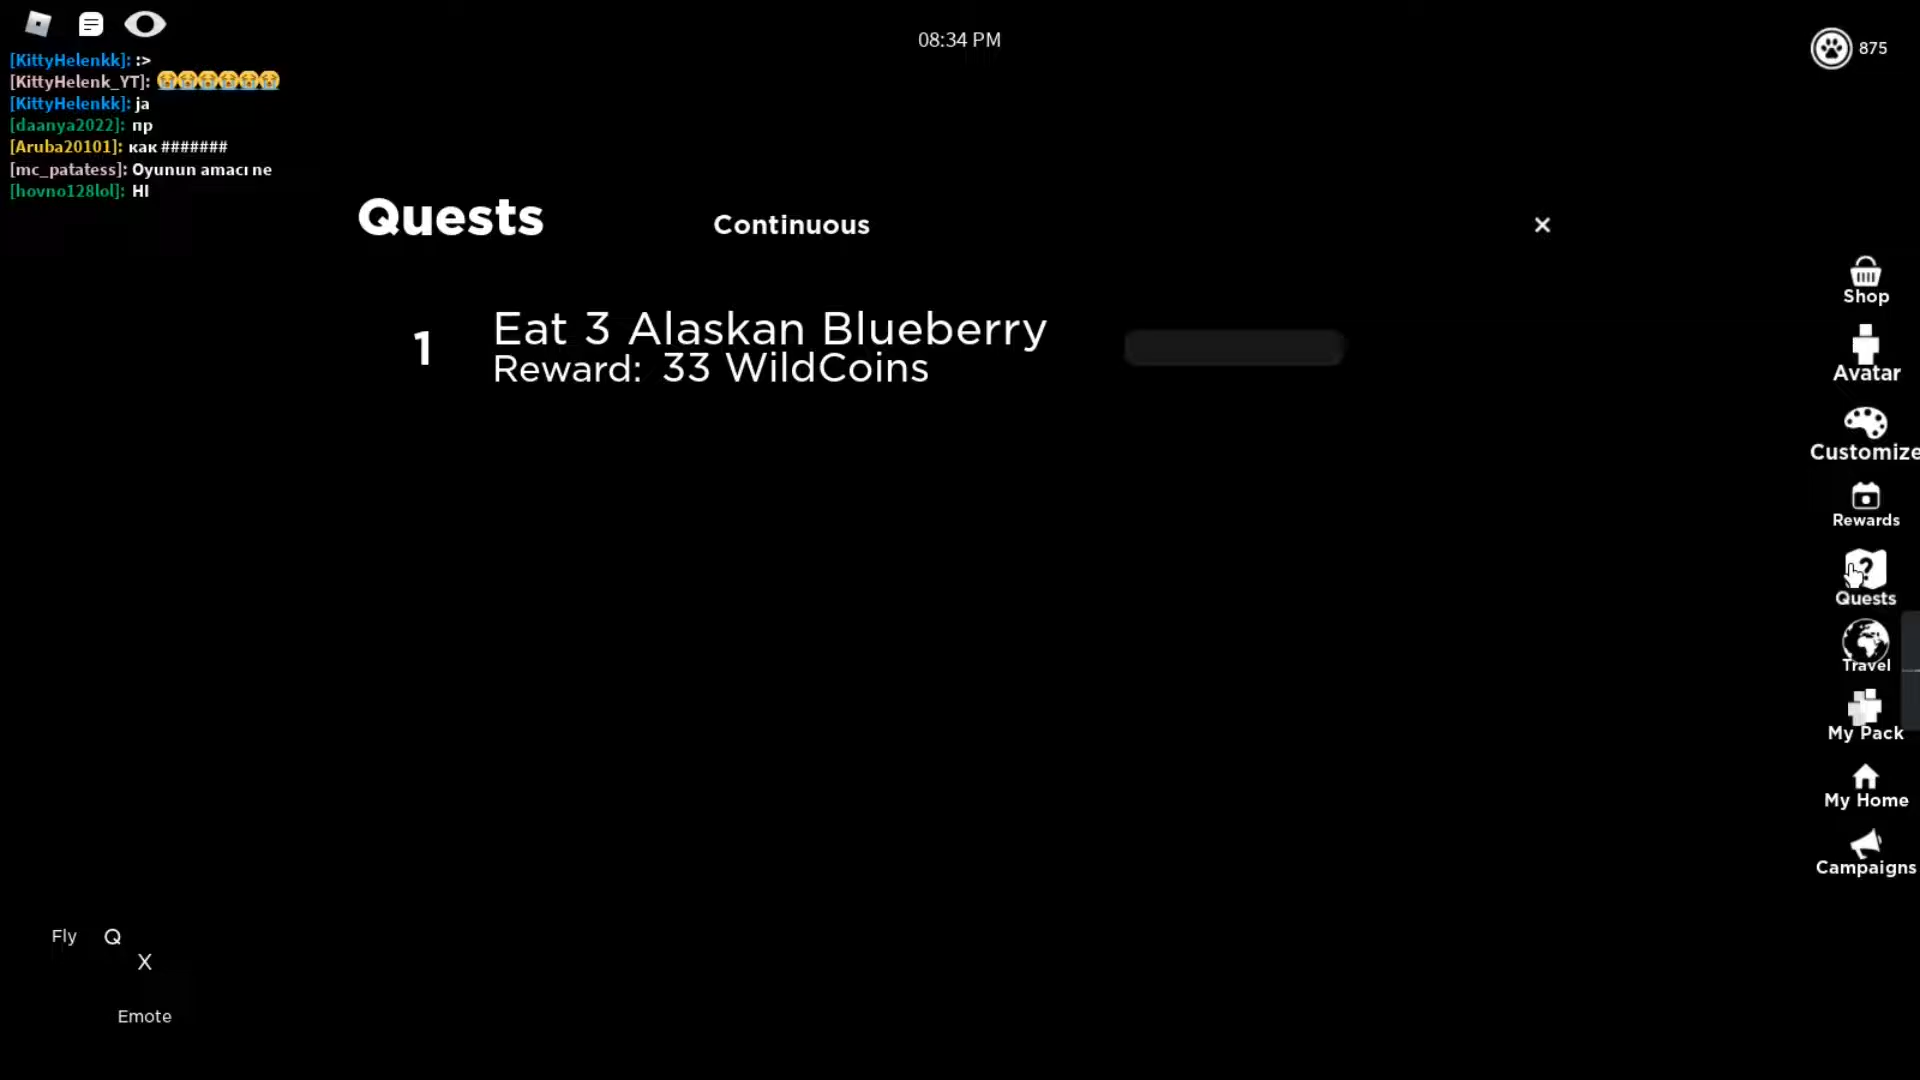 08:34 PM
875
[KittyHelenkk]: :>
[KittyHelenk_YT]: 😭😭😭😭😭😭
[KittyHelenkk]: ja
[daanya2022]: пр
[Aruba20101]: как #######
[mc_patatess]: Oyunun amacı ne
[hovno128lol]: HI
Quests
Continuous
×
1
Eat 3 Alaskan Blueberry
Reward: 33 WildCoins
Shop
Avatar
Customize
Rewards
?
Quests
Travel
My Pack
My Home
Campaigns
Fly Q
X
Emote